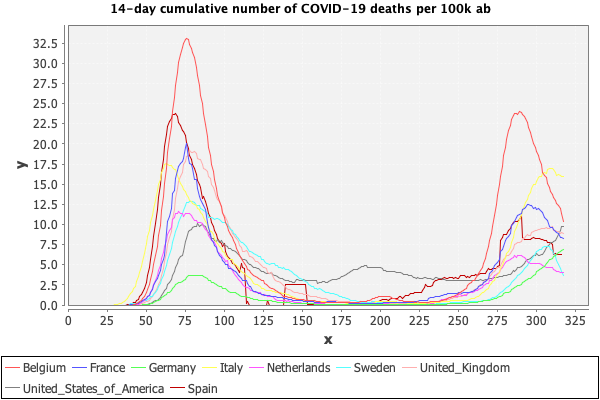 14-day cumulative number of COVID-19 deaths per 100k ab
32.5
30.0
27.5
25.0
22.5
20.0
17.5
15.0
12.5
10.0
7.5
5.0
2.5
0.0
y
0 25 50 75 100 125 150 175 200 225 250 275 300 325
x
Belgium France Germany Italy Netherlands Sweden United_Kingdom
United_States_of_America Spain